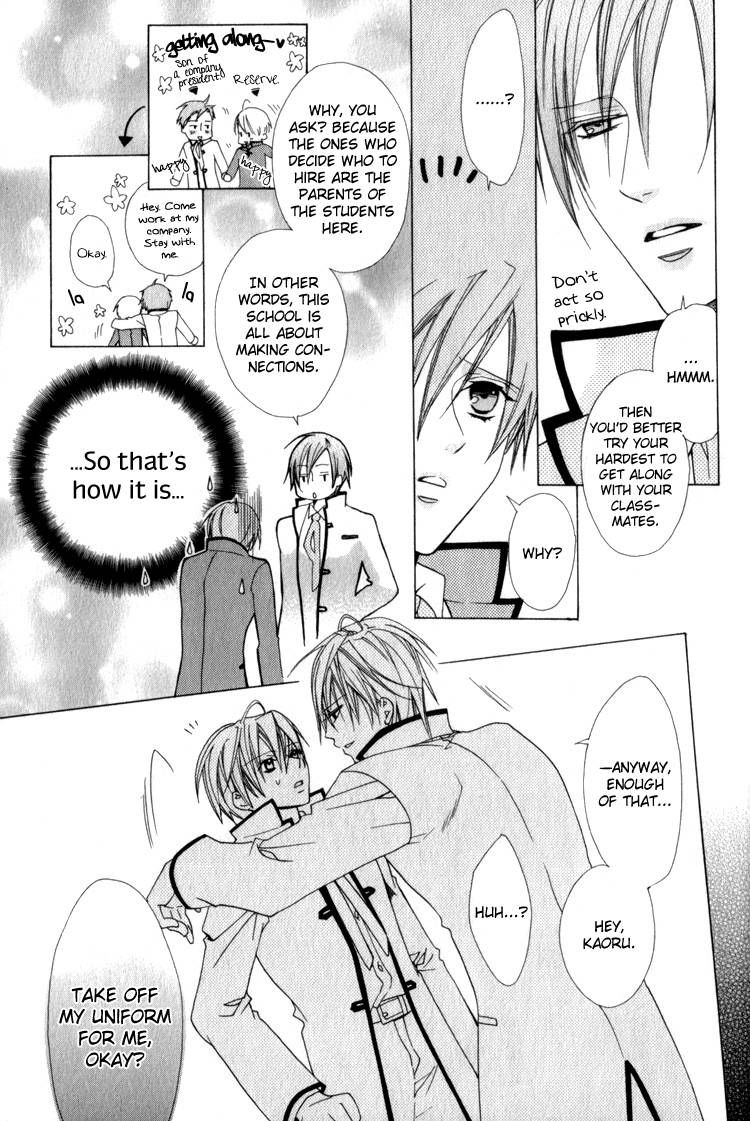 ......?
Don't
act so
prickly.
...
HMMM.
THEN
YOU'D BETTER
TRY YOUR
HARDEST TO
GET ALONG
WITH YOUR
CLASS-
MATES.
WHY?
WHY, YOU
ASK? BECAUSE
THE ONES WHO
DECIDE WHO TO
HIRE ARE THE
PARENTS OF
THE STUDENTS
HERE.
getting along~
son of
a company
president.
Reserve.
happy
happy
Hey. Come
work at my
company.
Stay with
me.
Okay.
IN OTHER
WORDS, THIS
SCHOOL IS
ALL ABOUT
MAKING CON-
NECTIONS.
...So that's
how it is...
—ANYWAY,
ENOUGH
OF THAT...
HEY,
KAORU.
HUH...?
TAKE OFF
MY UNIFORM
FOR ME,
OKAY?